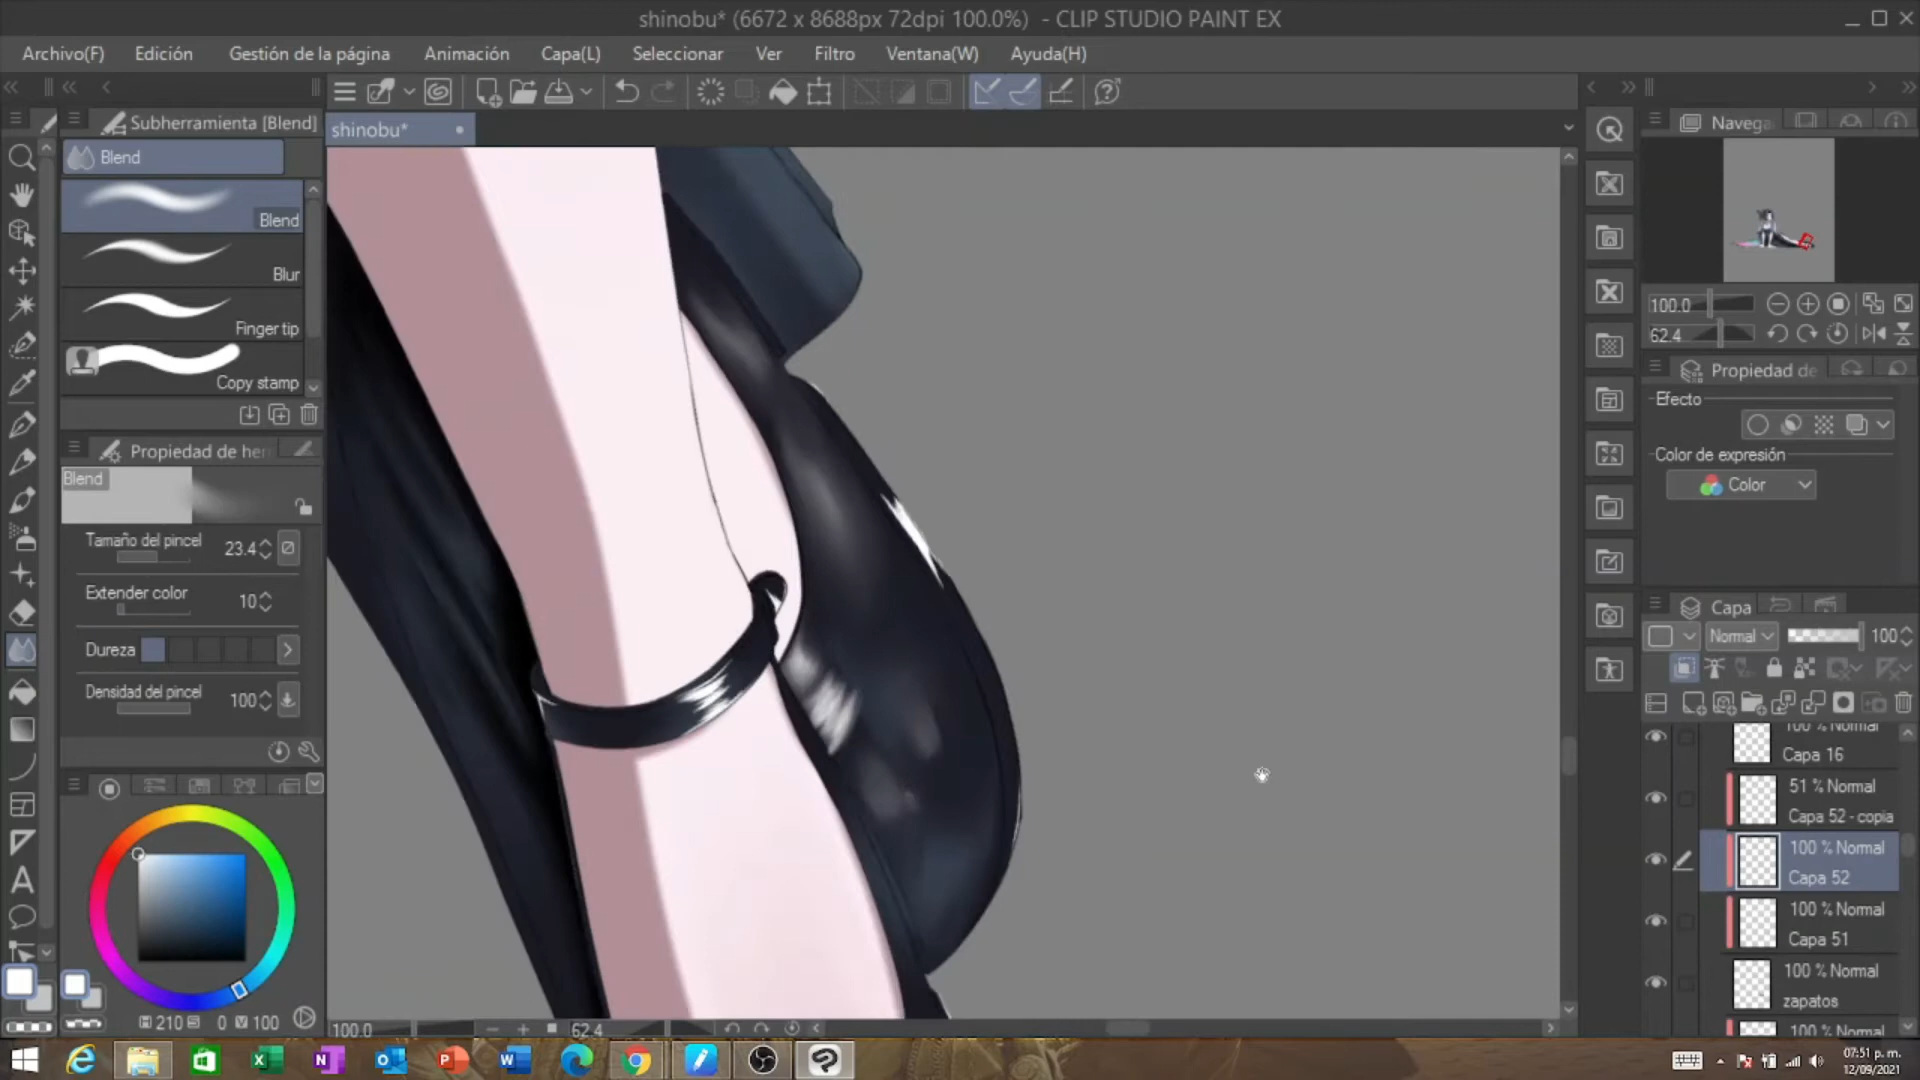 shinobu* (6672 x 8688px 72dpi 100.0%)  - CLIP STUDIO PAINT EX
Archivo(F) Edición Gestión de la página Animación Capa(L) Seleccionar Ver Filtro Ventana(W) Ayuda(H)
Subherramienta [Blend]
shinobu*
Blend
Blend
Blur
Finger tip
Copy stamp
Propiedad de her
Blend
Tamaño del pincel 23.4
Extender color 10
Dureza
Densidad del pincel 100
H 210 S 0 V 100
100.0 62.4
Navega
100.0
62.4
Propiedad de
Efecto
Color de expresión
Color
Capa
Normal 100
100 % Normal
Capa 16
51 % Normal
Capa 52 - copia
100 % Normal
Capa 52
100 % Normal
Capa 51
100 % Normal
zapatos
100 % Normal
07:51 p. m.
12/09/2021